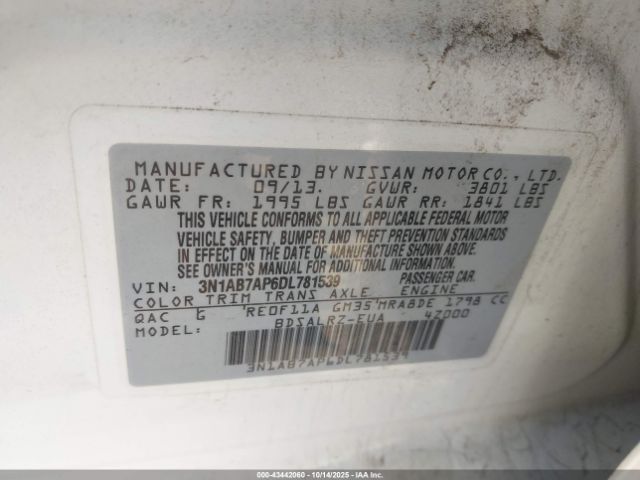 MANUFACTURED BY NISSAN MOTOR CO., LTD.
DATE: 09/13. GVWR: 3801 LBS
GAWR FR: 1995 LBS GAWR RR: 1841 LBS
THIS VEHICLE CONFORMS TO ALL APPLICABLE FEDERAL MOTOR
VEHICLE SAFETY, BUMPER AND THEFT PREVENTION STANDARDS
IN EFFECT ON THE DATE OF MANUFACTURE SHOWN ABOVE.
SEE OWNER'S MANUAL FOR ADDITIONAL INFORMATION
VIN: 3N1AB7AP6DL781539 PASSENGER CAR.
COLOR TRIM TRANS AXLE ENGINE
QAC G RE0F11A GM35 MRA8DE 1798 CC
MODEL: BDSALRZ-EUA 4Z000
3N1AB7AP6DL781539
000-43442060 - 10/14/2025 - IAAI, Inc.